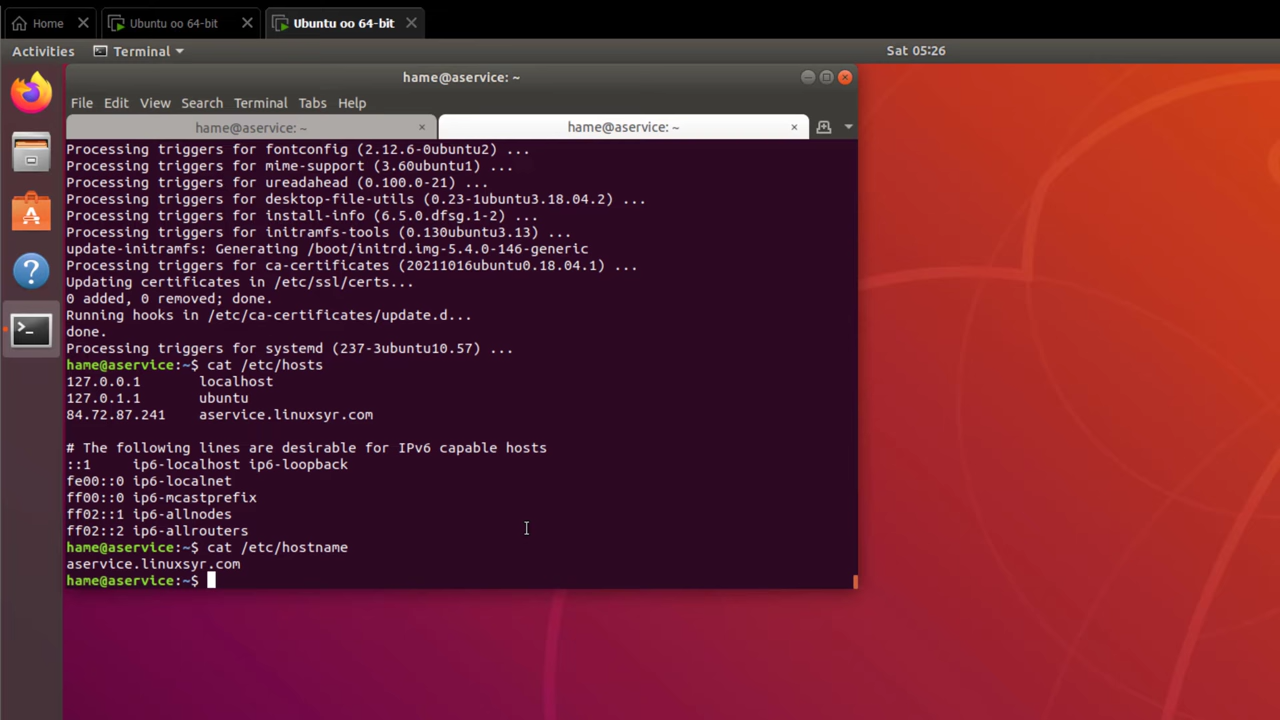 Home
Ubuntu oo 64-bit
Ubuntu oo 64-bit
Activities
Terminal
Sat 05:26
hame@aservice: ~
File Edit View Search Terminal Tabs Help
hame@aservice: ~
hame@aservice: ~
Processing triggers for fontconfig (2.12.6-0ubuntu2) ...
Processing triggers for mime-support (3.60ubuntu1) ...
Processing triggers for ureadahead (0.100.0-21) ...
Processing triggers for desktop-file-utils (0.23-1ubuntu3.18.04.2) ...
Processing triggers for install-info (6.5.0.dfsg.1-2) ...
Processing triggers for initramfs-tools (0.130ubuntu3.13) ...
update-initramfs: Generating /boot/initrd.img-5.4.0-146-generic
Processing triggers for ca-certificates (20211016ubuntu0.18.04.1) ...
Updating certificates in /etc/ssl/certs...
0 added, 0 removed; done.
Running hooks in /etc/ca-certificates/update.d...
done.
Processing triggers for systemd (237-3ubuntu10.57) ...
hame@aservice:~$ cat /etc/hosts
127.0.0.1 localhost
127.0.1.1 ubuntu
84.72.87.241 aservice.linuxsyr.com
# The following lines are desirable for IPv6 capable hosts
::1 ip6-localhost ip6-loopback
fe00::0 ip6-localnet
ff00::0 ip6-mcastprefix
ff02::1 ip6-allnodes
ff02::2 ip6-allrouters
hame@aservice:~$ cat /etc/hostname
aservice.linuxsyr.com
hame@aservice:~$